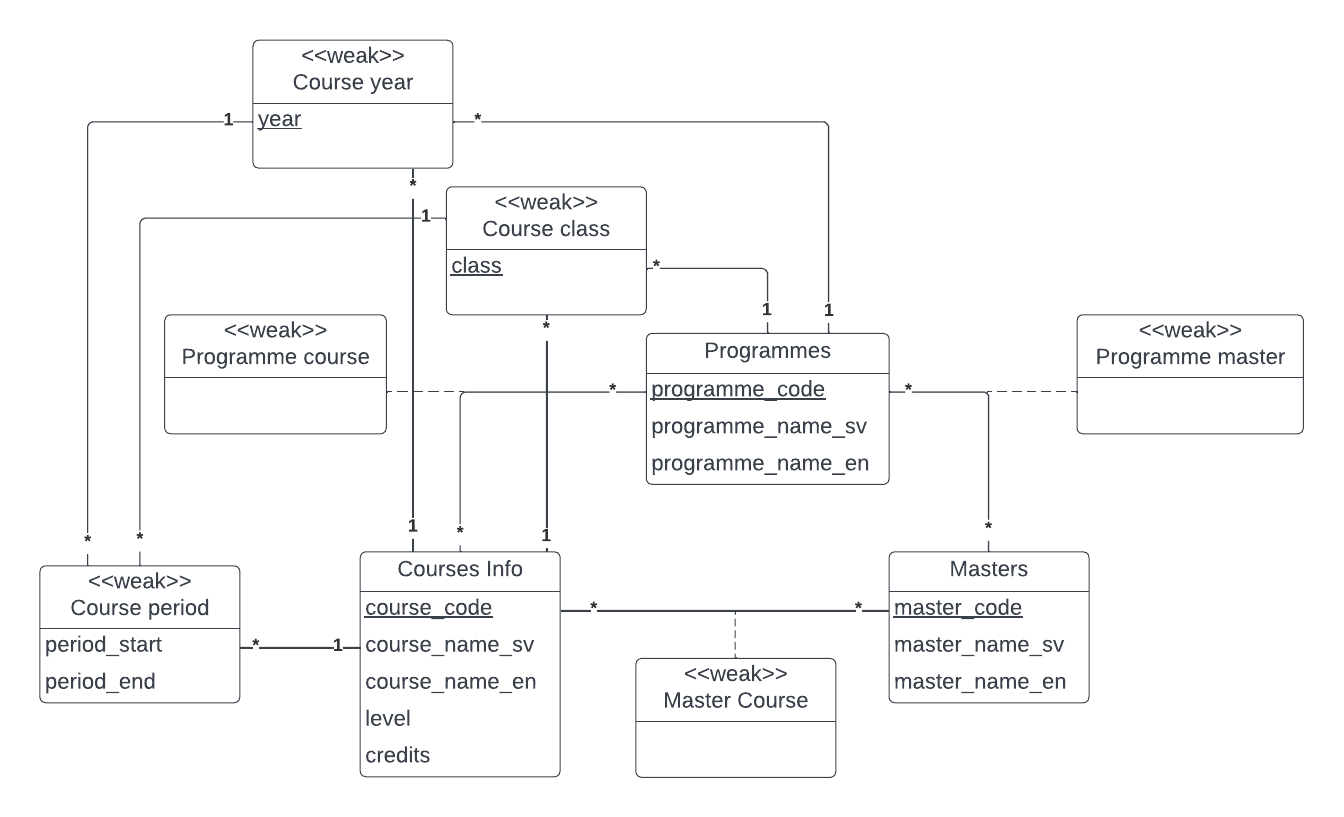 <<weak>>
Course year
year
1
*
*
<<weak>>
Course class
class
1
*
*
1
1
<<weak>>
Programme course
Programmes
programme_code
programme_name_sv
programme_name_en
*
*
<<weak>>
Programme master
*
*
1
*
1
*
<<weak>>
Course period
period_start
period_end
*
1
Courses Info
course_code
course_name_sv
course_name_en
level
credits
*
*
<<weak>>
Master Course
Masters
master_code
master_name_sv
master_name_en